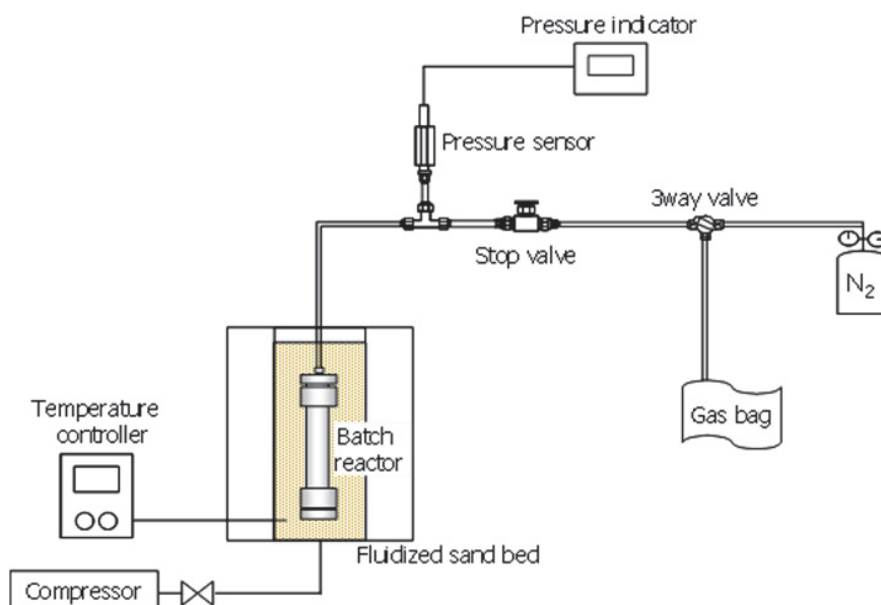 Pressure indicator
Pressure sensor
3way valve
Stop valve
N2
Gas bag
Temperature
controller
Batch
reactor
Fluidized sand bed
Compressor